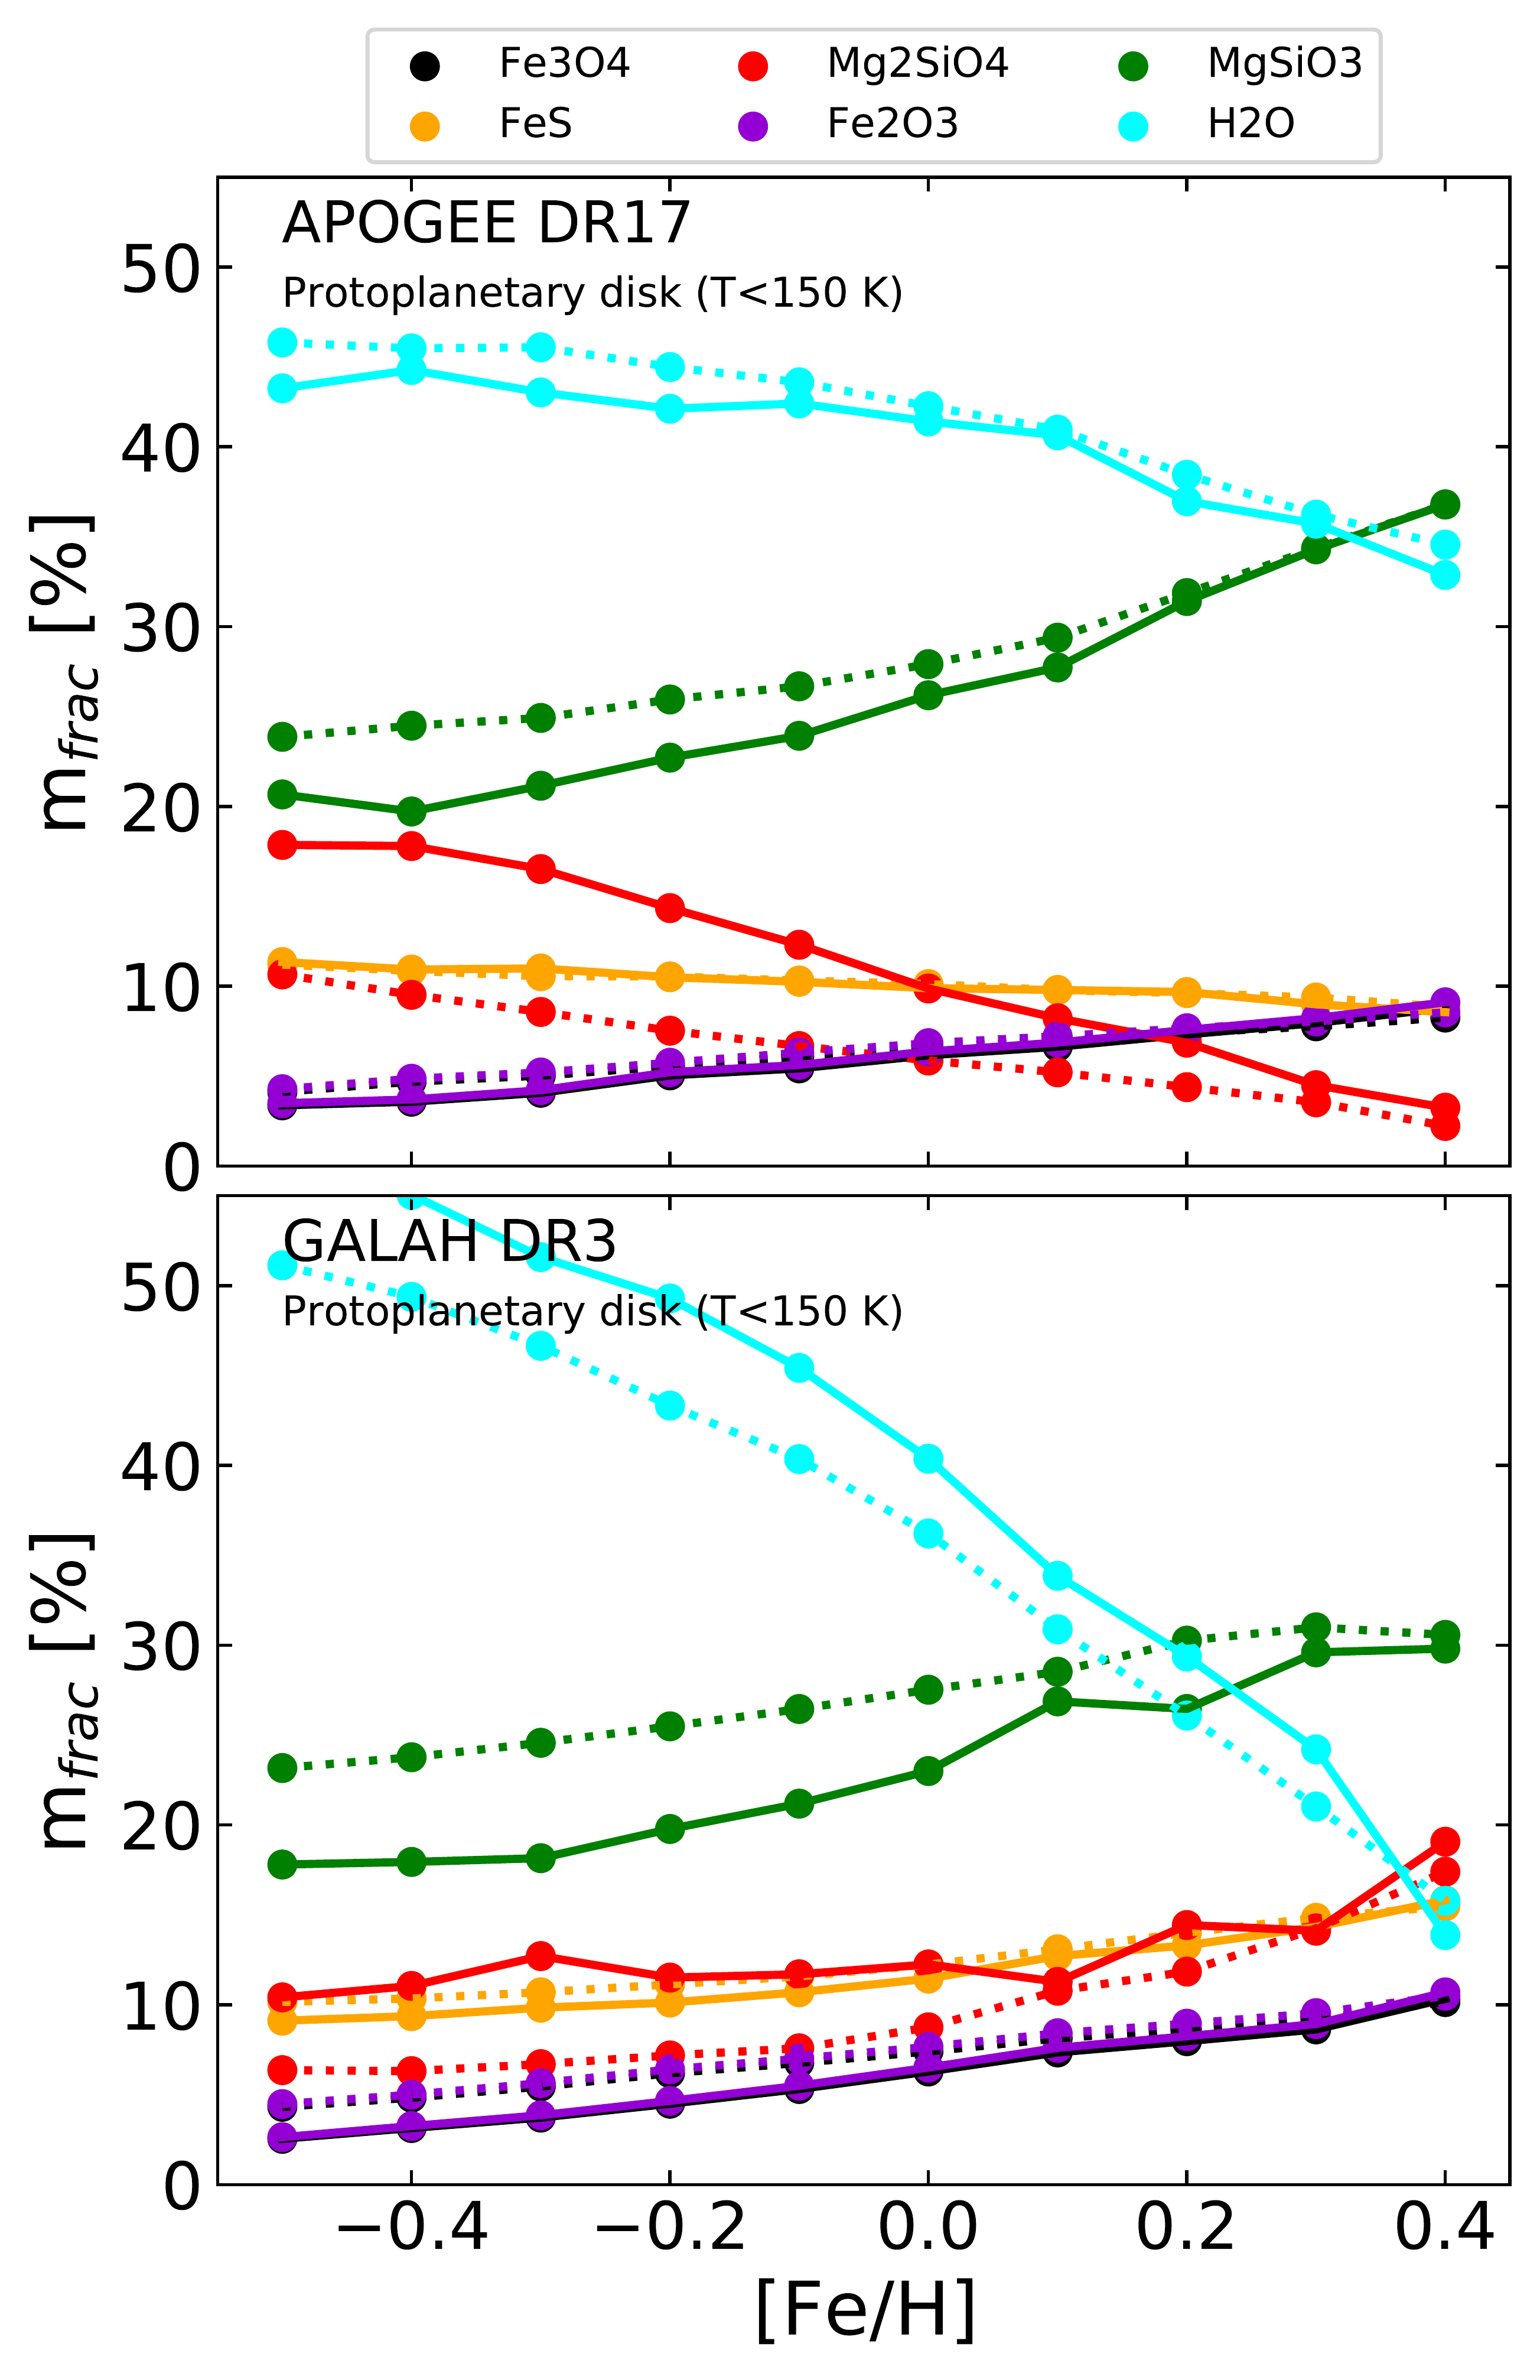 Fe3O4 Mg2SiO4 MgSiO3
FeS Fe2O3 H2O
APOGEE DR17
Protoplanetary disk (T<150 K)
50
40
30
20
10
0
m_frac [%]
GALAH DR3
Protoplanetary disk (T<150 K)
50
40
30
20
10
0
m_frac [%]
−0.4 −0.2 0.0 0.2 0.4
[Fe/H]